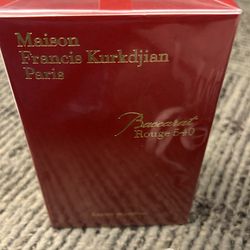 Maison
Francis Kurkdjian
Paris
Baccarat
Rouge 540